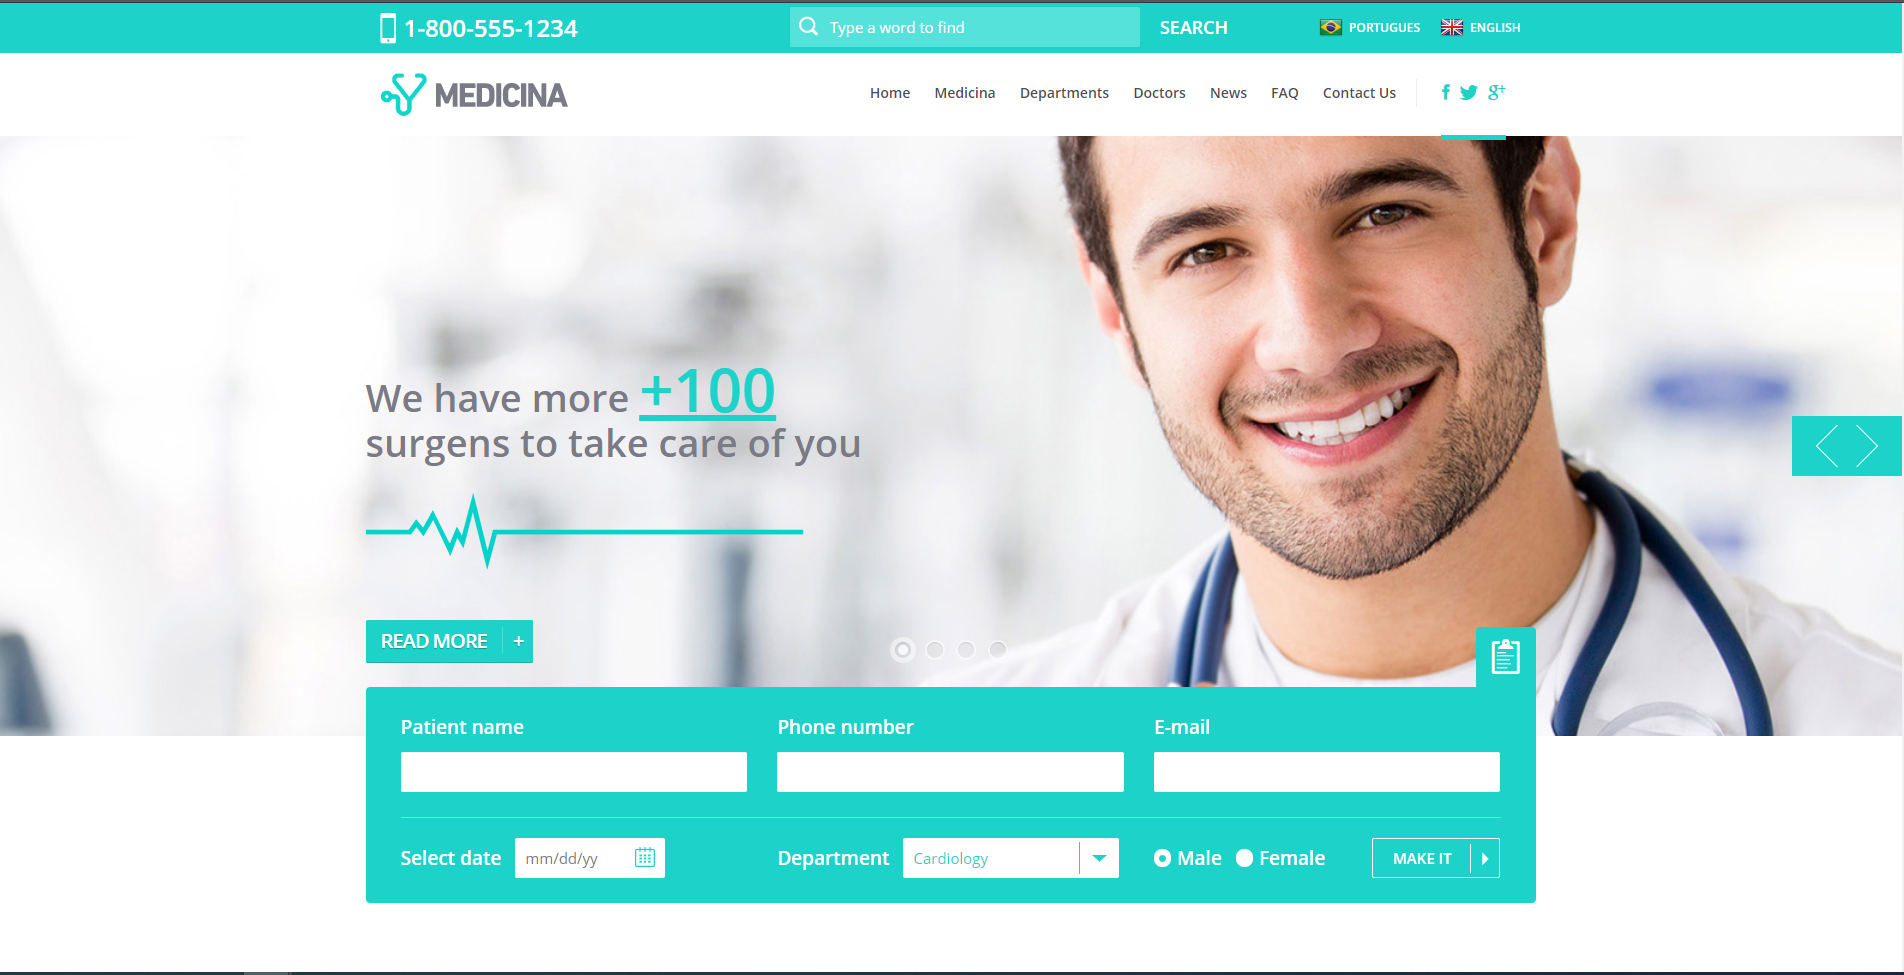 1-800-555-1234
Type a word to find
SEARCH
PORTUGUES
ENGLISH
MEDICINA
Home Medicina Departments Doctors News FAQ Contact Us
f g+
We have more +100
surgens to take care of you
READ MORE +
Patient name
Phone number
E-mail
Select date mm/dd/yy
Department Cardiology
Male Female
MAKE IT